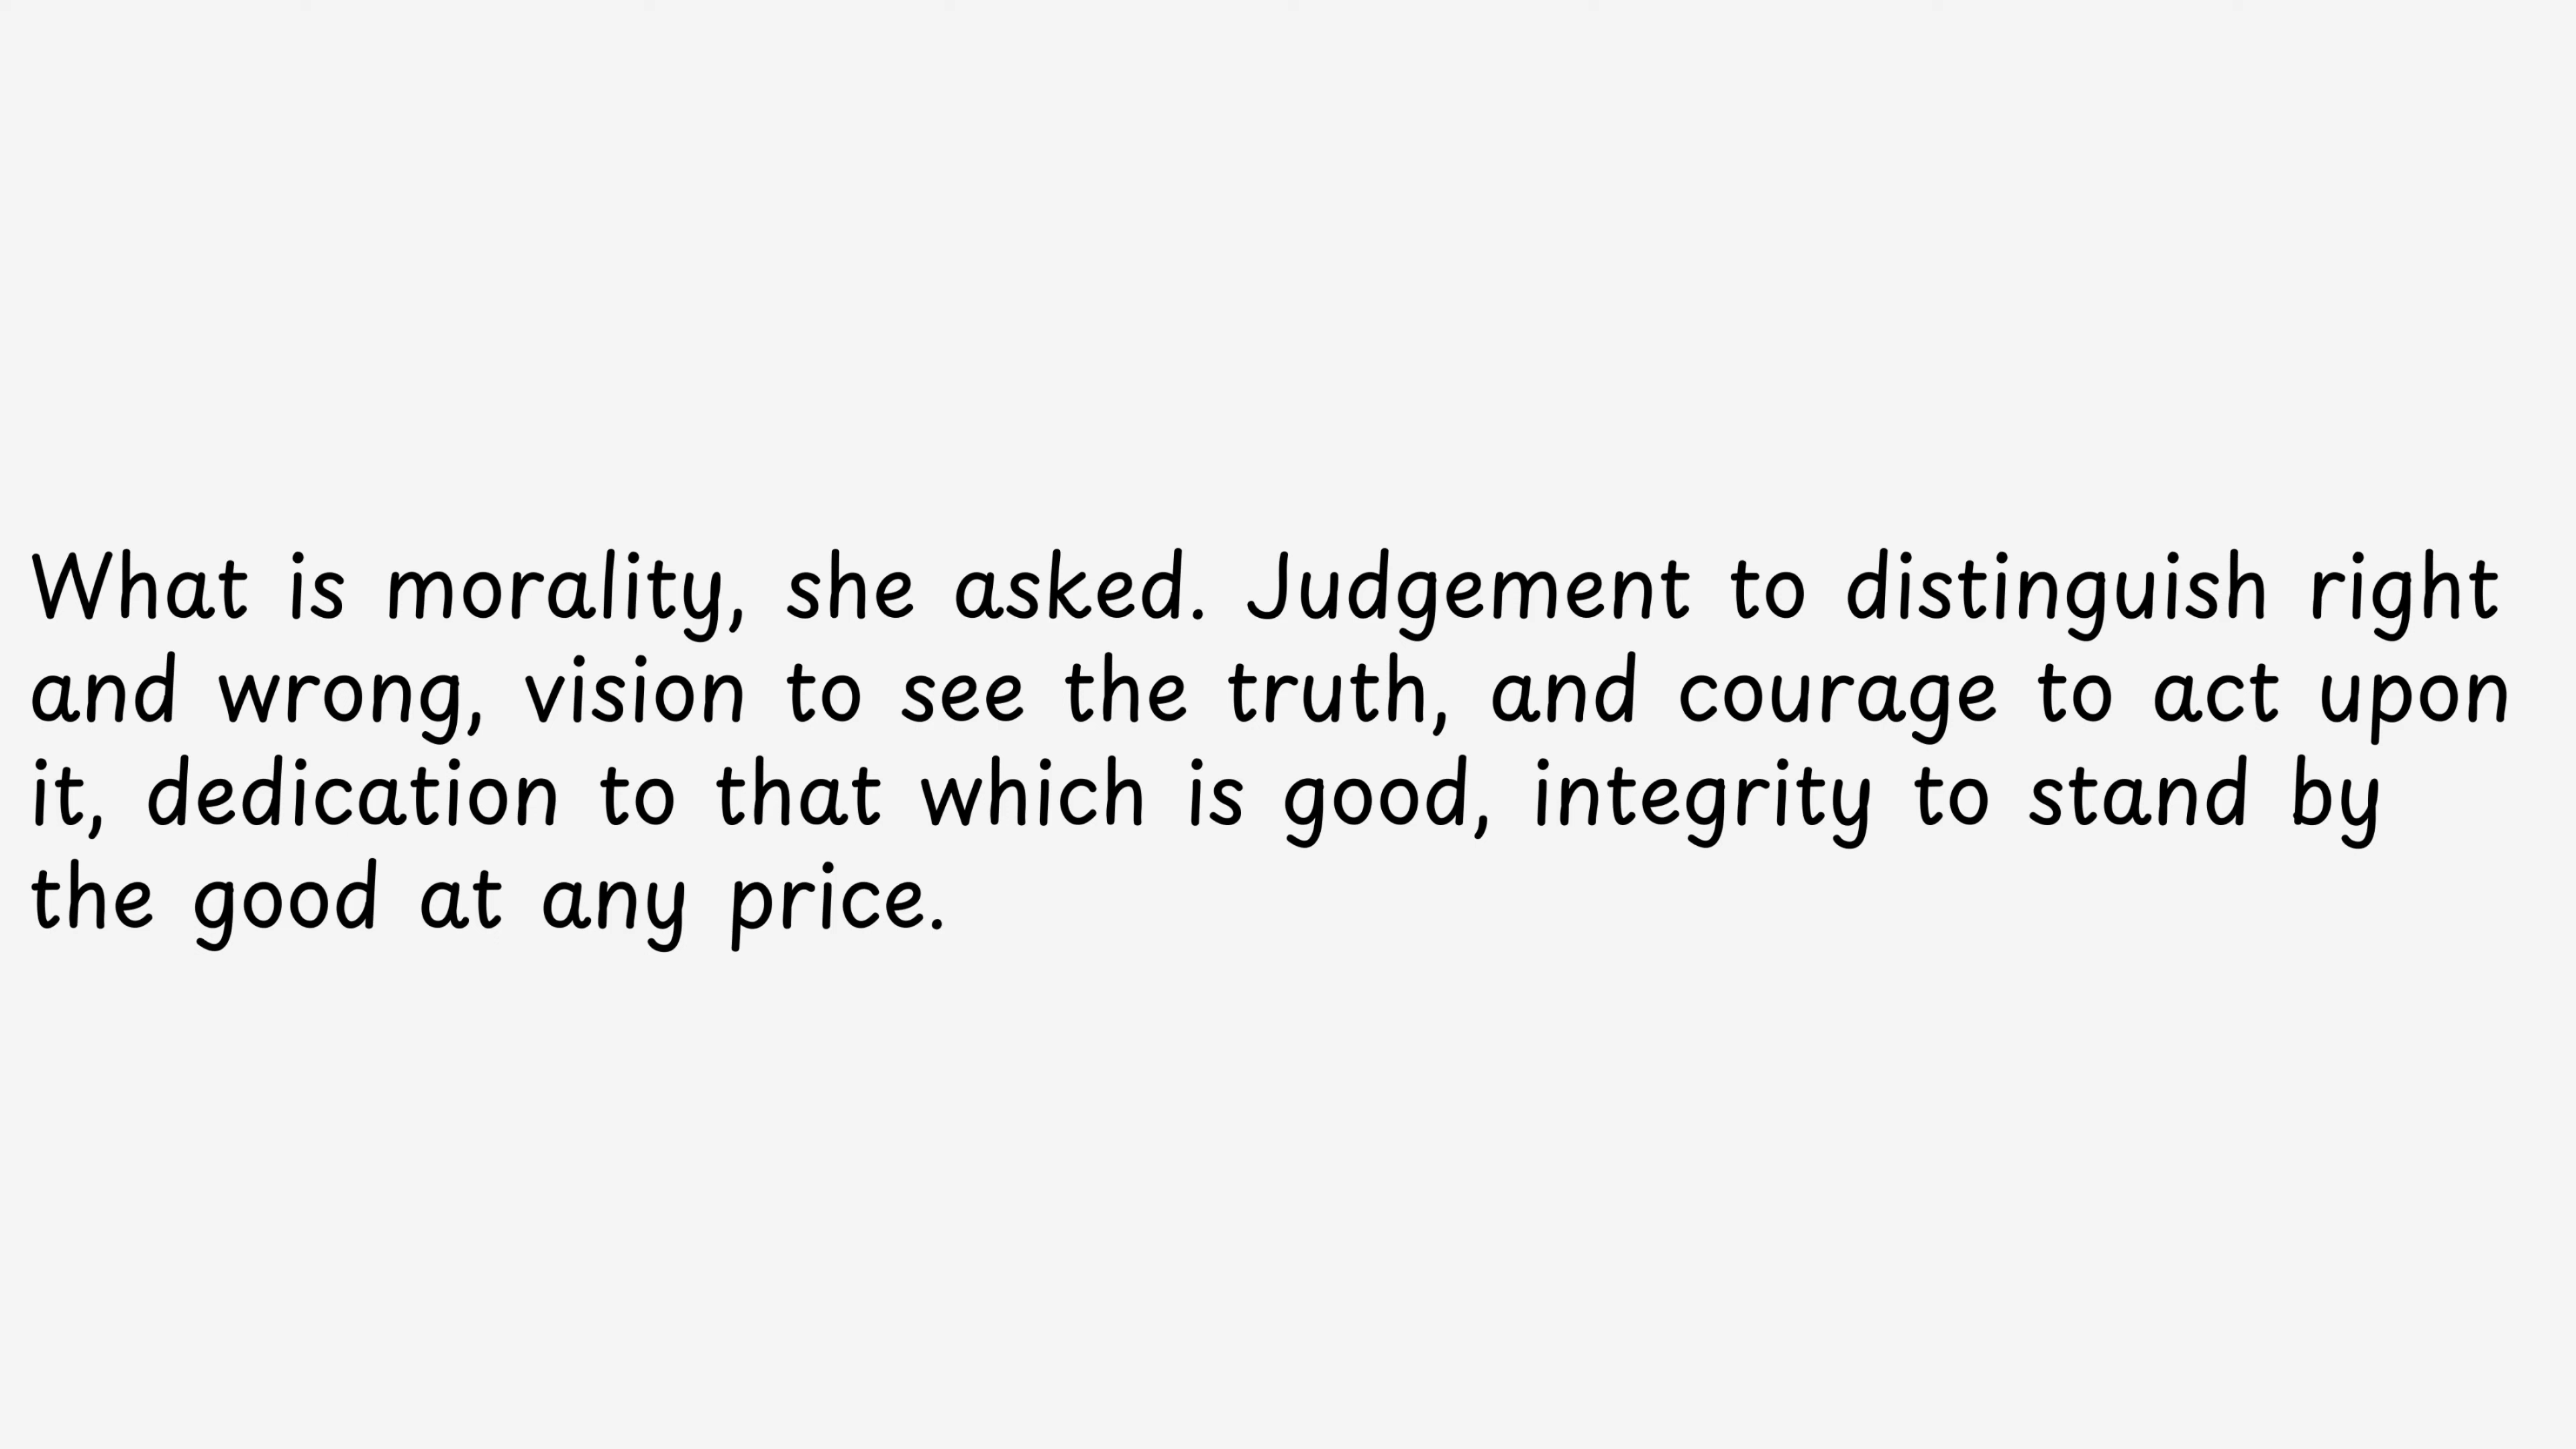 What is morality, she asked. Judgement to distinguish right
and wrong, vision to see the truth, and courage to act upon
it, dedication to that which is good, integrity to stand by
the good at any price.